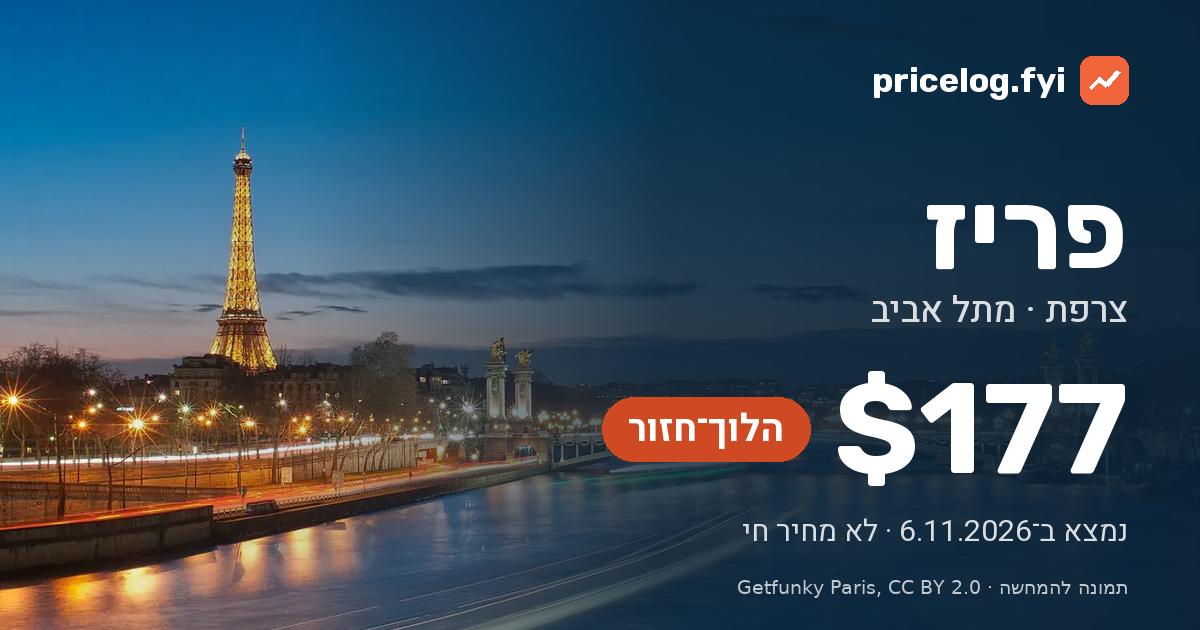 pricelog.fyi
פריז
צרפת · מתל אביב
$177 הלוך־חזור
נמצא ב־6.11.2026 · לא מחיר חי
תמונה להמחשה · Getfunky Paris, CC BY 2.0